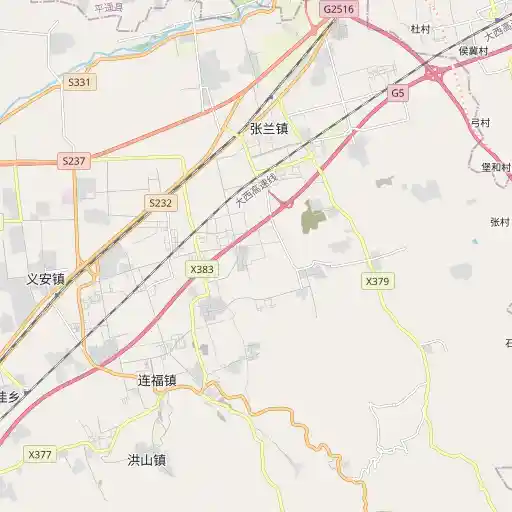 平遥县
G2516
杜村
大西高速
侯冀村
S331
G5
张兰镇
弓村
S237
堡和村
大西高速线
S232
张村
X383
义安镇
X379
连福镇
X377
洪山镇